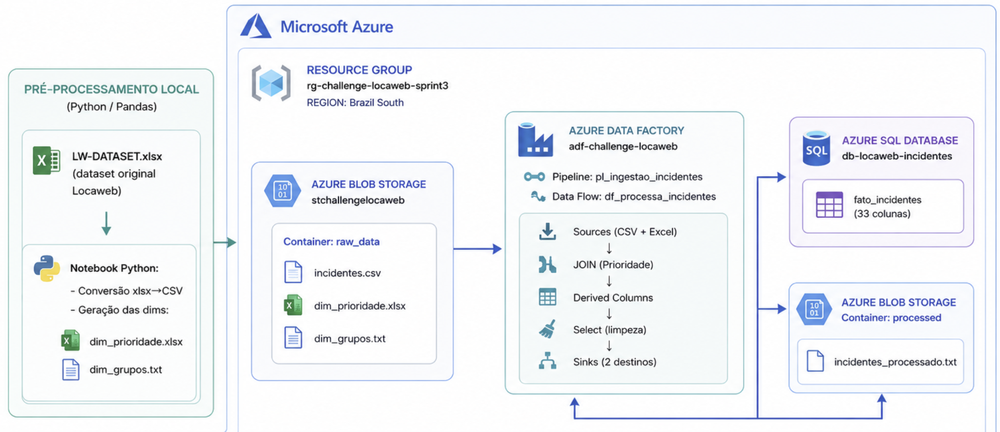 Microsoft Azure
PRÉ-PROCESSAMENTO LOCAL
(Python / Pandas)
X
LW-DATASET.xlsx
(dataset original
Locaweb)
Notebook Python:
- Conversão xlsx→CSV
- Geração das dims:
X
dim_prioridade.xlsx
dim_grupos.txt
RESOURCE GROUP
rg-challenge-locaweb-sprint3
REGION: Brazil South
10
01
AZURE BLOB STORAGE
stchallengelocaweb
Container: raw_data
incidentes.csv
X
dim_prioridade.xlsx
dim_grupos.txt
AZURE DATA FACTORY
adf-challenge-locaweb
Pipeline: pl_ingestao_incidentes
Data Flow: df_processa_incidentes
Sources (CSV + Excel)
↓
JOIN (Prioridade)
↓
Derived Columns
↓
Select (limpeza)
↓
Sinks (2 destinos)
SQL
AZURE SQL DATABASE
db-locaweb-incidentes
fato_incidentes
(33 colunas)
10
01
AZURE BLOB STORAGE
Container: processed
incidentes_processado.txt